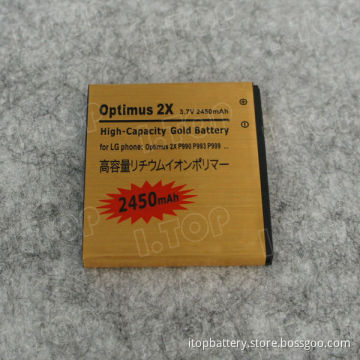 Optimus 2X 3.7V 2450mAh
High-Capacity Gold Battery
for LG phone: Optimus 2X P990 P993 P999 ...
高容量リチウムイオンポリマー
2450mAh
I.TOP
itopbattery.store.bossgoo.com